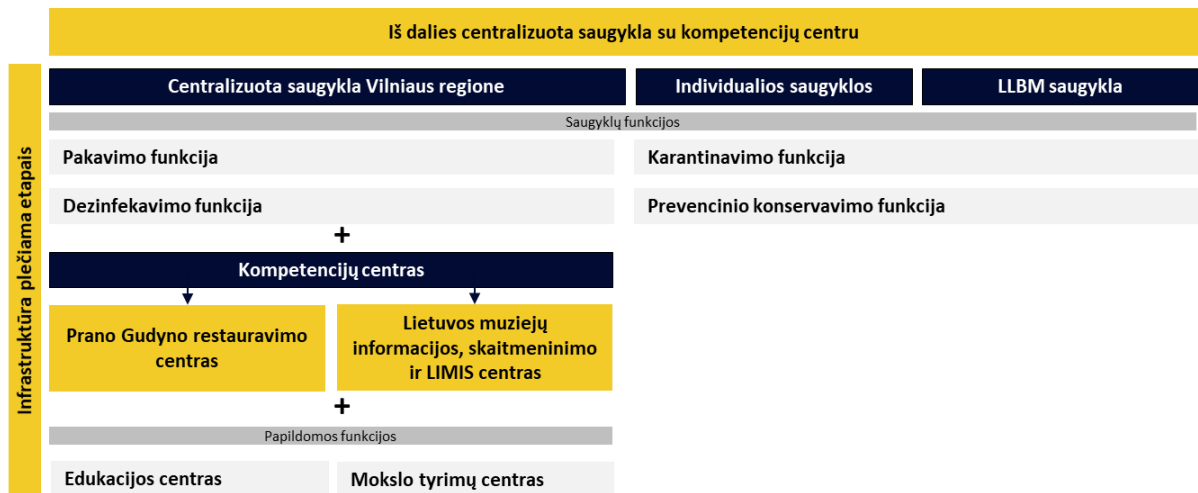 Iš dalies centralizuota saugykla su kompetencijų centru
Infrastruktūra plečiama etapais
Centralizuota saugykla Vilniaus regione
Individualios saugyklos
LLBM saugykla
Saugyklų funkcijos
Pakavimo funkcija
Karantinavimo funkcija
Dezinfekavimo funkcija
Prevencinio konservavimo funkcija
+
Kompetencijų centras
Prano Gudyno restauravimo
centras
Lietuvos muziejų
informacijos, skaitmeninimo
ir LIMIS centras
+
Papildomos funkcijos
Edukacijos centras
Mokslo tyrimų centras